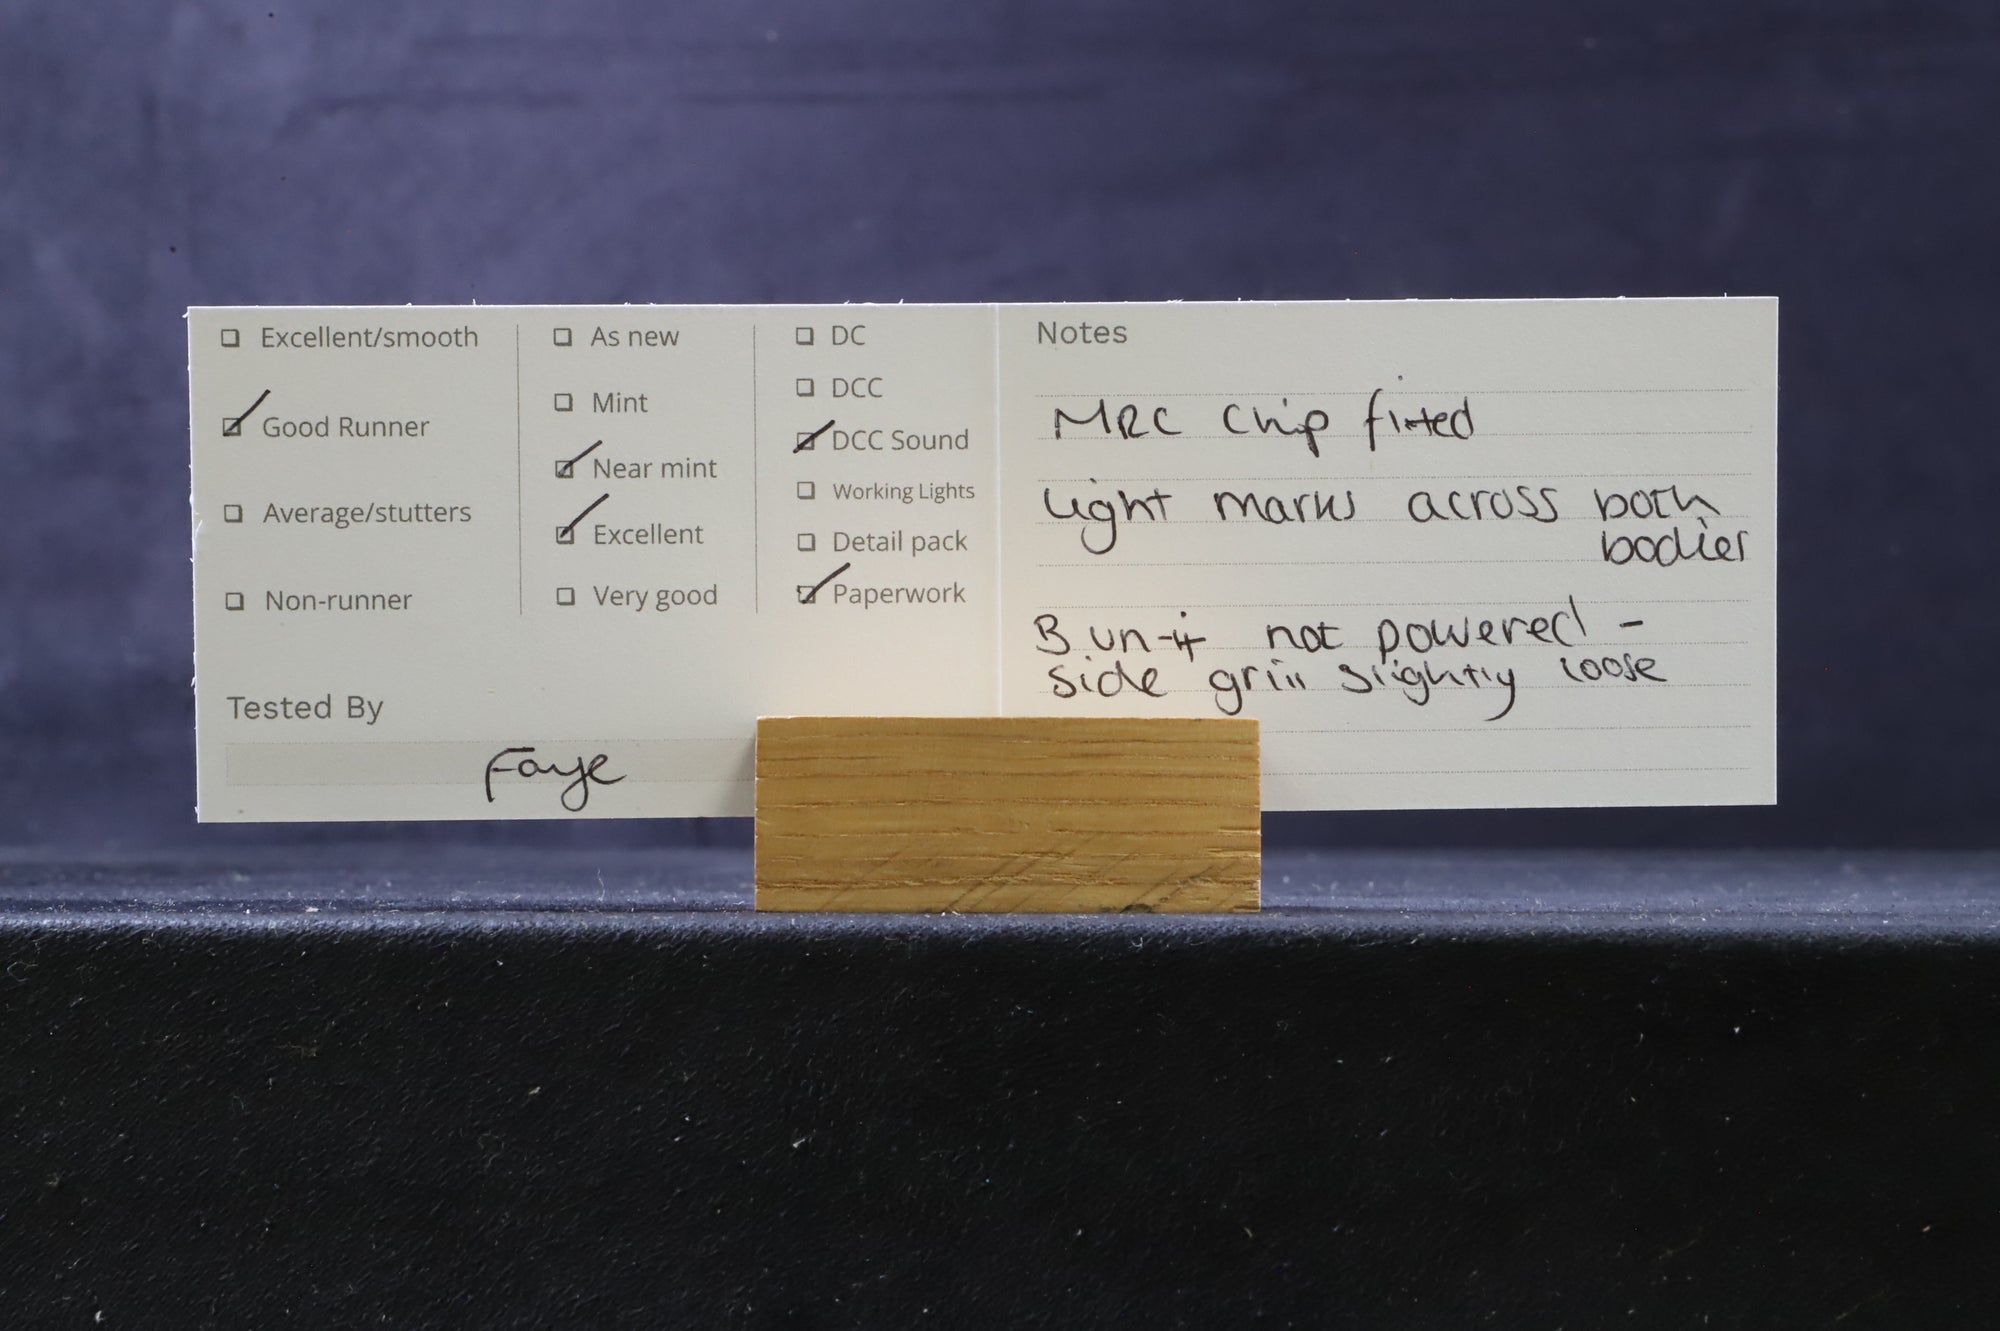 ☐ Excellent/smooth
☑ Good Runner
☐ Average/stutters
☐ Non-runner
☐ As new
☐ Mint
☑ Near mint
☑ Excellent
☐ Very good
☐ DC
☐ DCC
☑ DCC Sound
☐ Working Lights
☐ Detail pack
☑ Paperwork
Tested By
Faye
Notes
MRC Chip fitted
light marks across both
bodies
B unit not powered -
side grill slightly loose